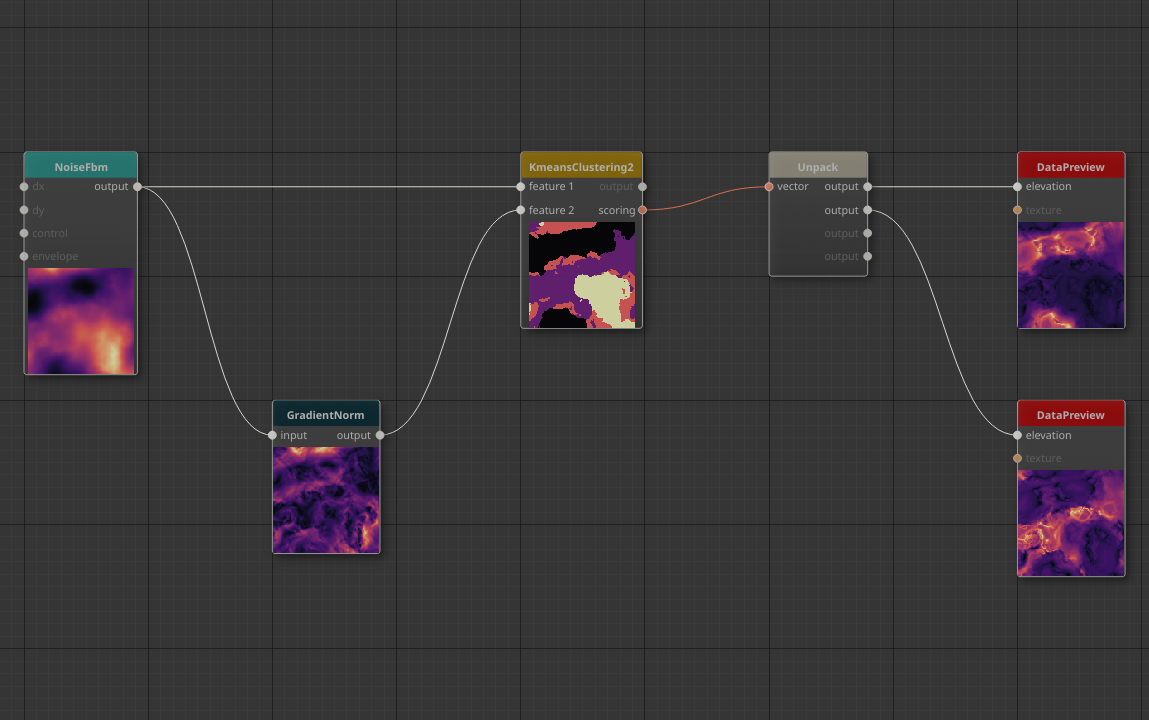 NoiseFbm
dx output
dy
control
envelope
GradientNorm
input output
KmeansClustering2
feature 1 output
feature 2 scoring
Unpack
vector output
output
output
output
DataPreview
elevation
texture
DataPreview
elevation
texture